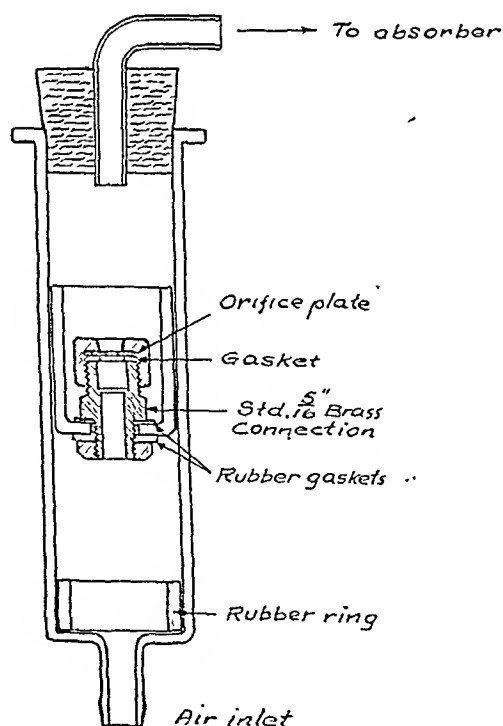 To absorber
Orifice plate
Gasket
Std. 5/16" Brass
Connection
Rubber gaskets
Rubber ring
Air inlet